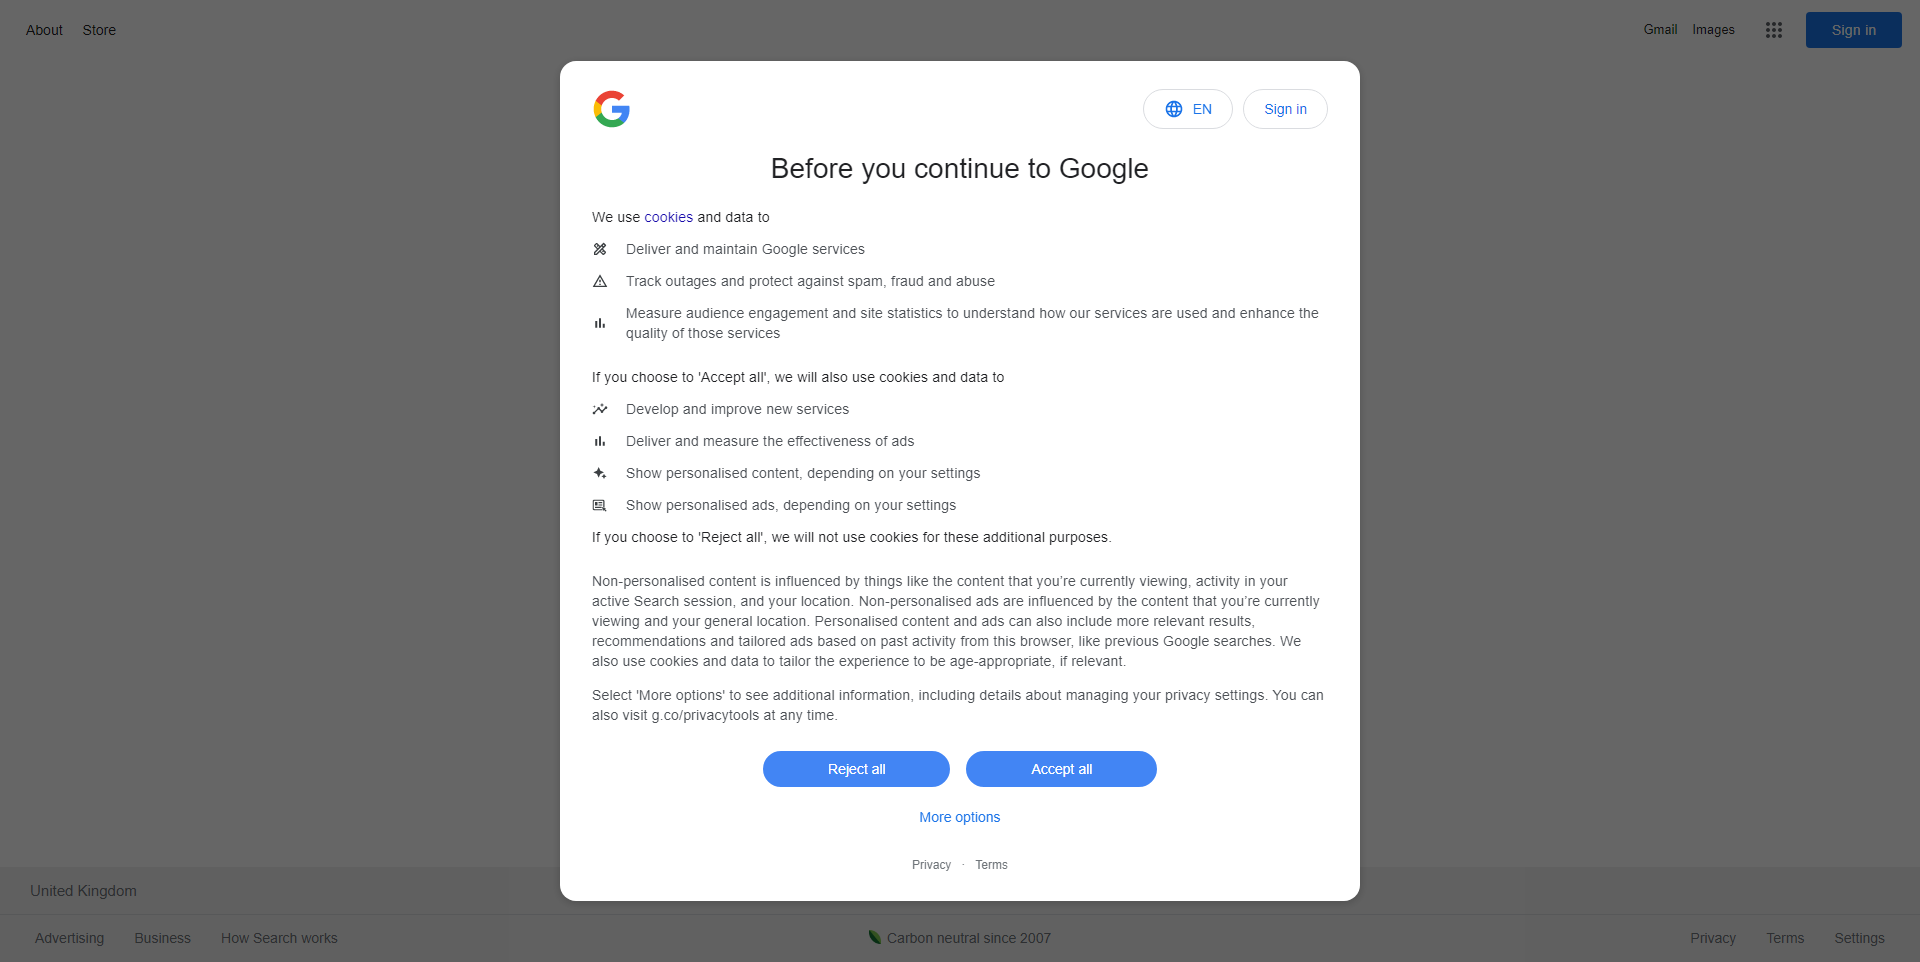 About Store Gmail Images Sign in
EN Sign in
Before you continue to Google
We use cookies and data to
Deliver and maintain Google services
Track outages and protect against spam, fraud and abuse
Measure audience engagement and site statistics to understand how our services are used and enhance the
quality of those services
If you choose to 'Accept all', we will also use cookies and data to
Develop and improve new services
Deliver and measure the effectiveness of ads
Show personalised content, depending on your settings
Show personalised ads, depending on your settings
If you choose to 'Reject all', we will not use cookies for these additional purposes.
Non-personalised content is influenced by things like the content that you’re currently viewing, activity in your
active Search session, and your location. Non-personalised ads are influenced by the content that you’re currently
viewing and your general location. Personalised content and ads can also include more relevant results,
recommendations and tailored ads based on past activity from this browser, like previous Google searches. We
also use cookies and data to tailor the experience to be age-appropriate, if relevant.
Select 'More options' to see additional information, including details about managing your privacy settings. You can
also visit g.co/privacytools at any time.
Reject all Accept all
More options
Privacy · Terms
United Kingdom
Advertising Business How Search works Carbon neutral since 2007 Privacy Terms Settings